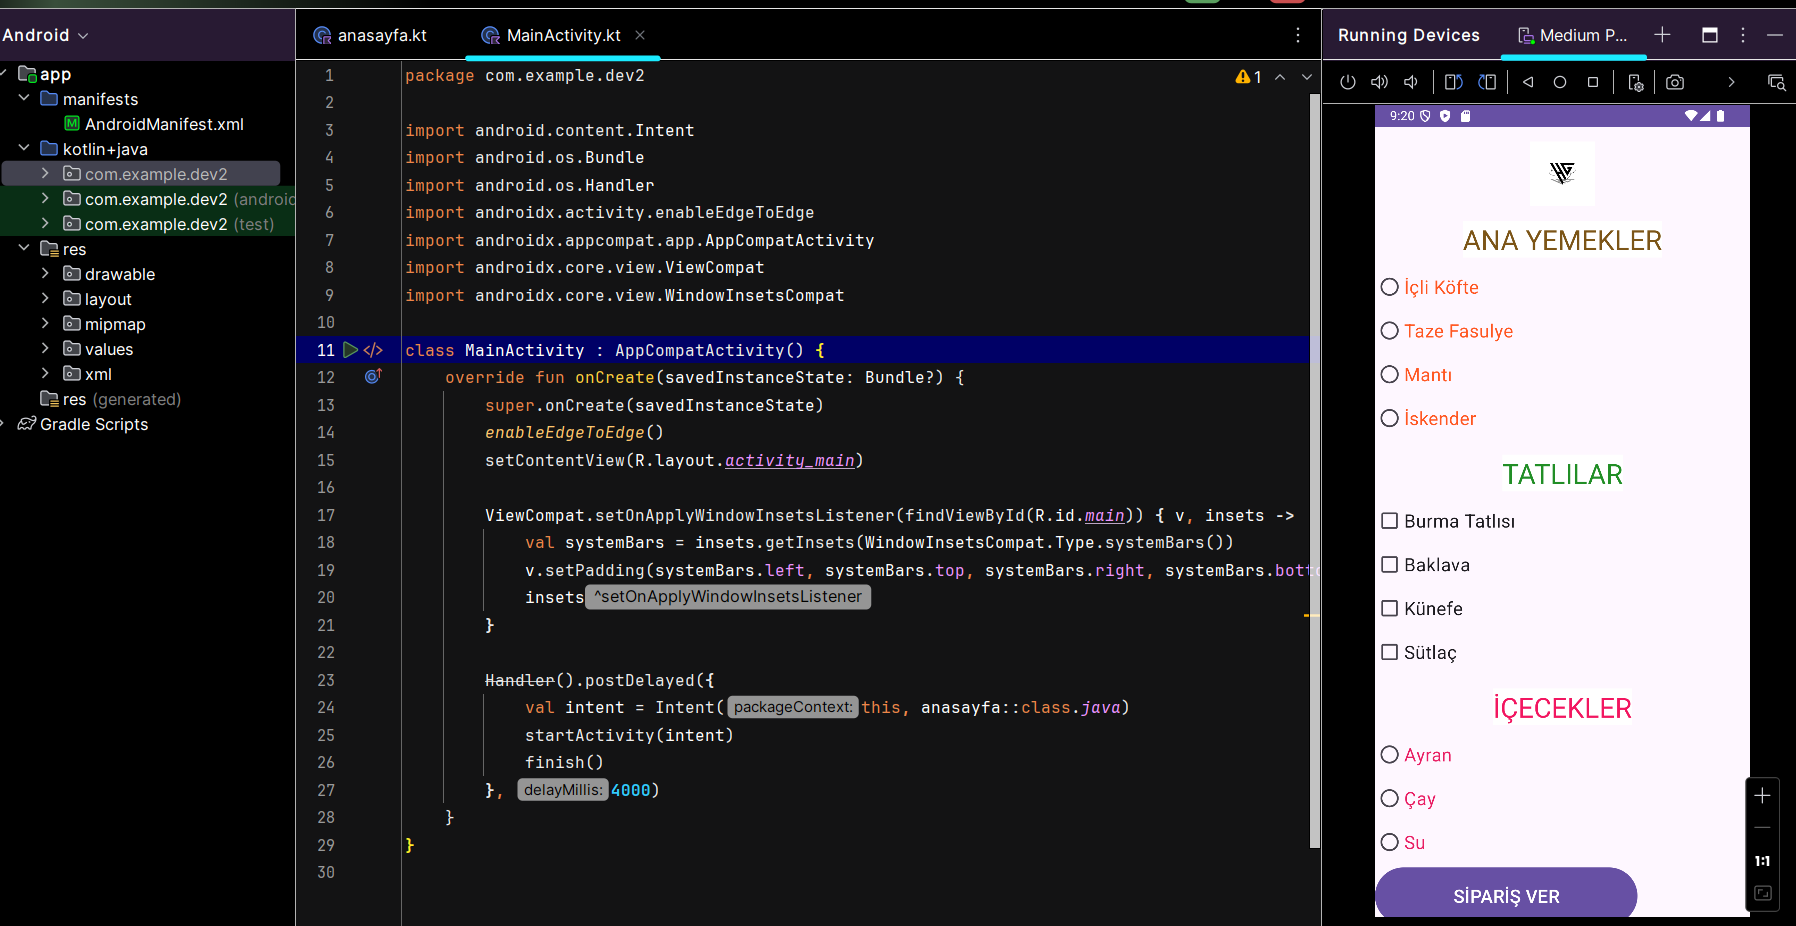 Android
app
manifests
AndroidManifest.xml
kotlin+java
com.example.dev2
com.example.dev2 (androi
com.example.dev2 (test)
res
drawable
layout
mipmap
values
xml
res (generated)
Gradle Scripts
anasayfa.kt
MainActivity.kt
1
1 package com.example.dev2
2
3 import android.content.Intent
4 import android.os.Bundle
5 import android.os.Handler
6 import androidx.activity.enableEdgeToEdge
7 import androidx.appcompat.app.AppCompatActivity
8 import androidx.core.view.ViewCompat
9 import androidx.core.view.WindowInsetsCompat
10
11 class MainActivity : AppCompatActivity() {
12 override fun onCreate(savedInstanceState: Bundle?) {
13 super.onCreate(savedInstanceState)
14 enableEdgeToEdge()
15 setContentView(R.layout.activity_main)
16
17 ViewCompat.setOnApplyWindowInsetsListener(findViewById(R.id.main)) { v, insets ->
18 val systemBars = insets.getInsets(WindowInsetsCompat.Type.systemBars())
19 v.setPadding(systemBars.left, systemBars.top, systemBars.right, systemBars.botto
20 insets ^setOnApplyWindowInsetsListener
21 }
22
23 Handler().postDelayed({
24 val intent = Intent( packageContext: this, anasayfa::class.java)
25 startActivity(intent)
26 finish()
27 }, delayMillis: 4000)
28 }
29 }
30
Running Devices
Medium P...
9:20
ANA YEMEKLER
İçli Köfte
Taze Fasulye
Mantı
İskender
TATLILAR
Burma Tatlısı
Baklava
Künefe
Sütlaç
İÇECEKLER
Ayran
Çay
Su
SİPARİŞ VER
1:1